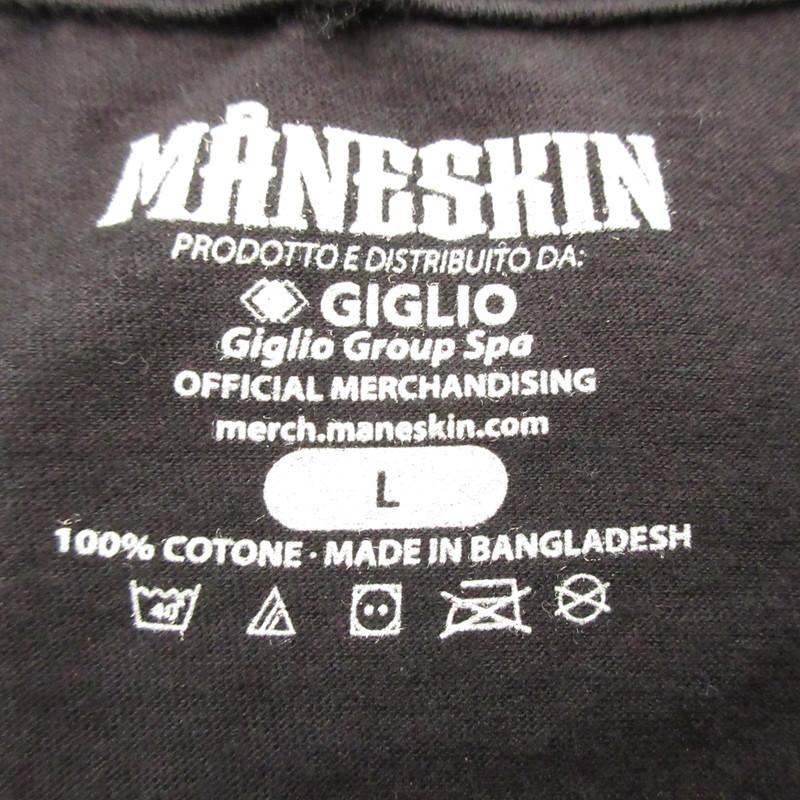 MÅNESKIN
PRODOTTO E DISTRIBUITO DA:
GIGLIO
Giglio Group Spa
OFFICIAL MERCHANDISING
merch.maneskin.com
L
100% COTONE · MADE IN BANGLADESH
40°